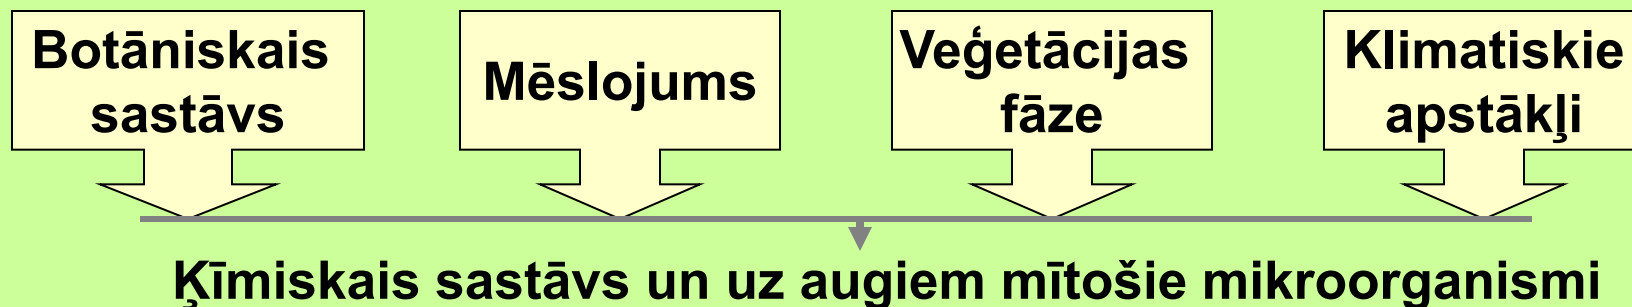 Botāniskais
sastāvs
Mēslojums
Veģetācijas
fāze
Klimatiskie
apstākļi
Ķīmiskais sastāvs un uz augiem mītošie mikroorganismi